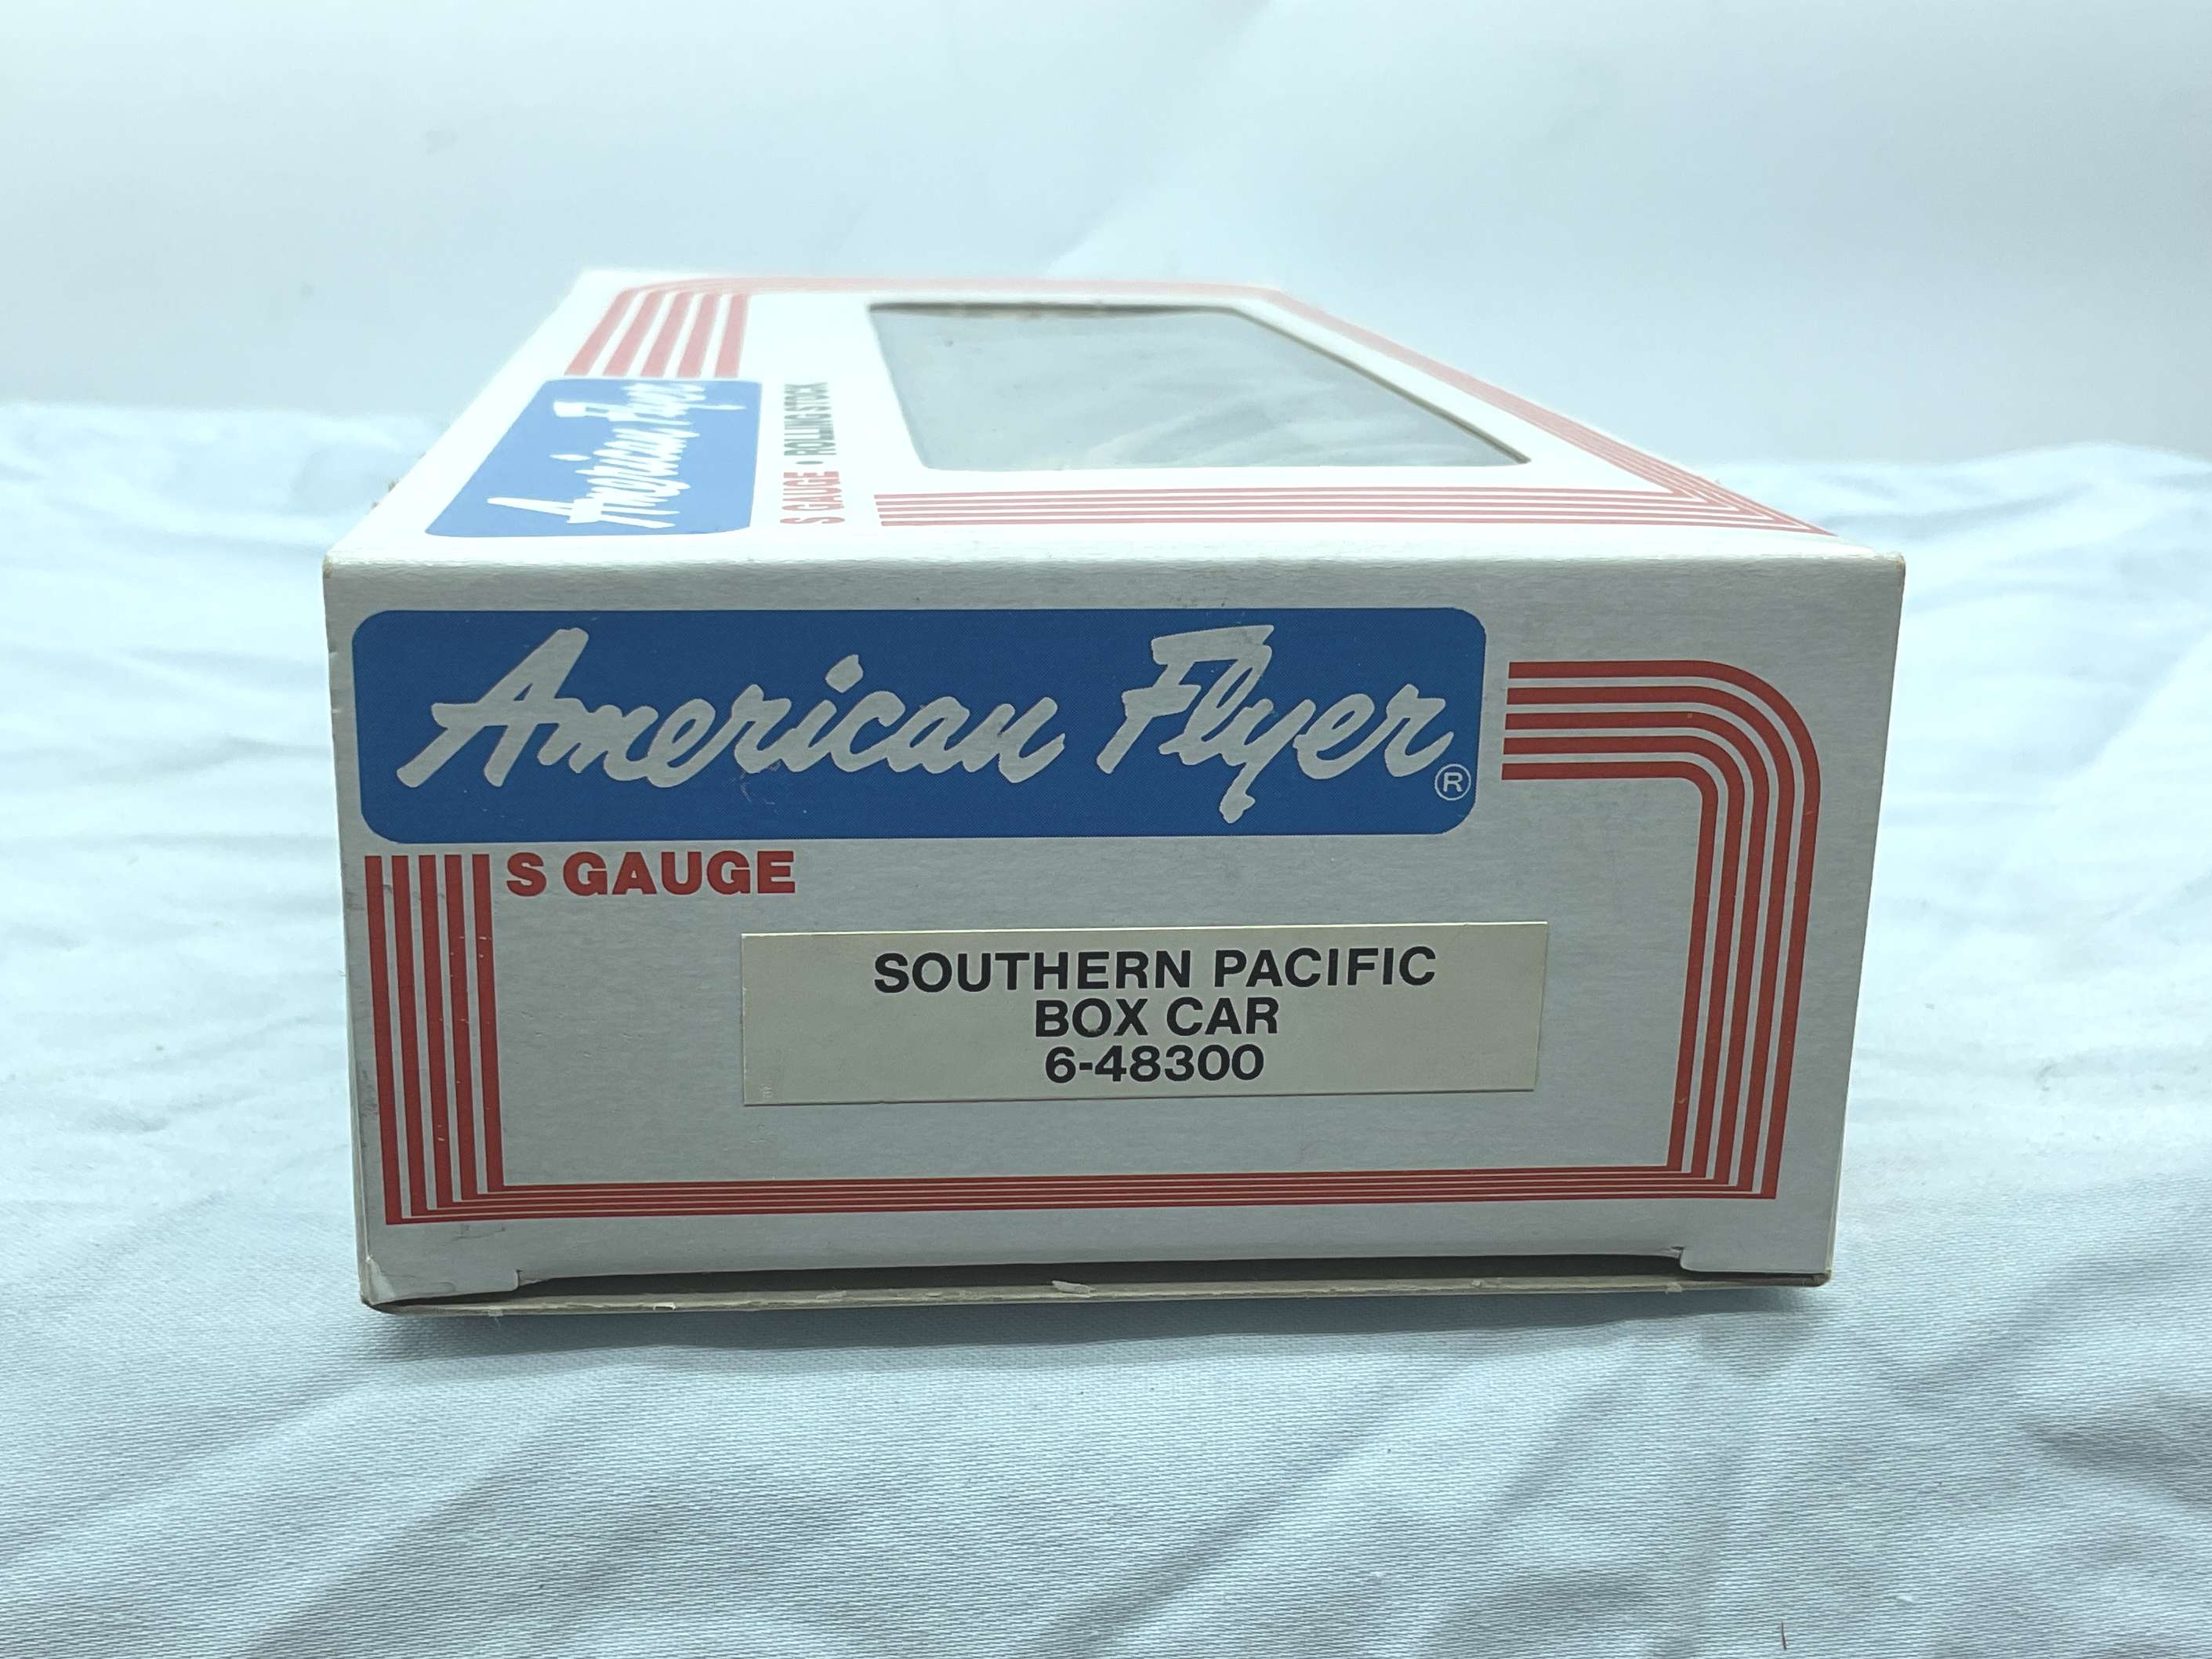 American Flyer
S GAUGE • ROLLING STOCK
American Flyer®
S GAUGE
SOUTHERN PACIFIC
BOX CAR
6-48300